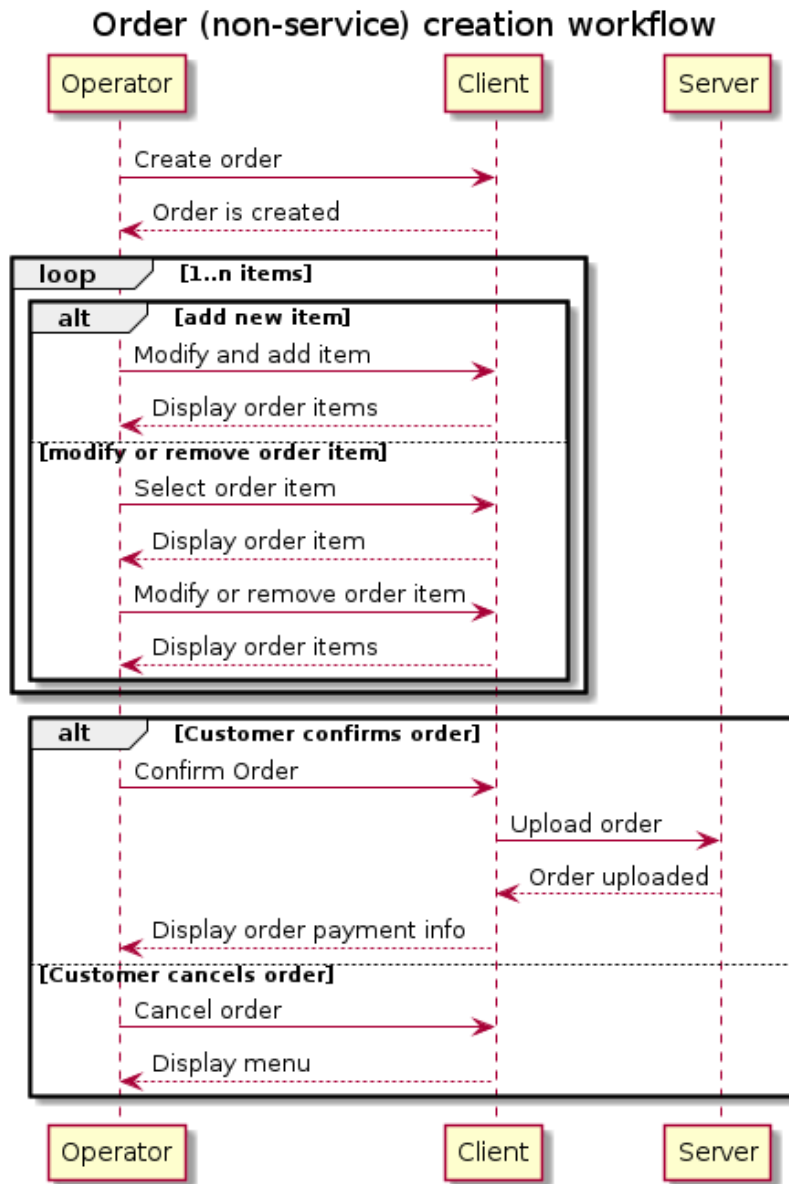 Order (non-service) creation workflow
Operator Client Server
Create order
Order is created
loop [1..n items]
alt [add new item]
Modify and add item
Display order items
[modify or remove order item]
Select order item
Display order item
Modify or remove order item
Display order items
alt [Customer confirms order]
Confirm Order
Upload order
Order uploaded
Display order payment info
[Customer cancels order]
Cancel order
Display menu
Operator Client Server